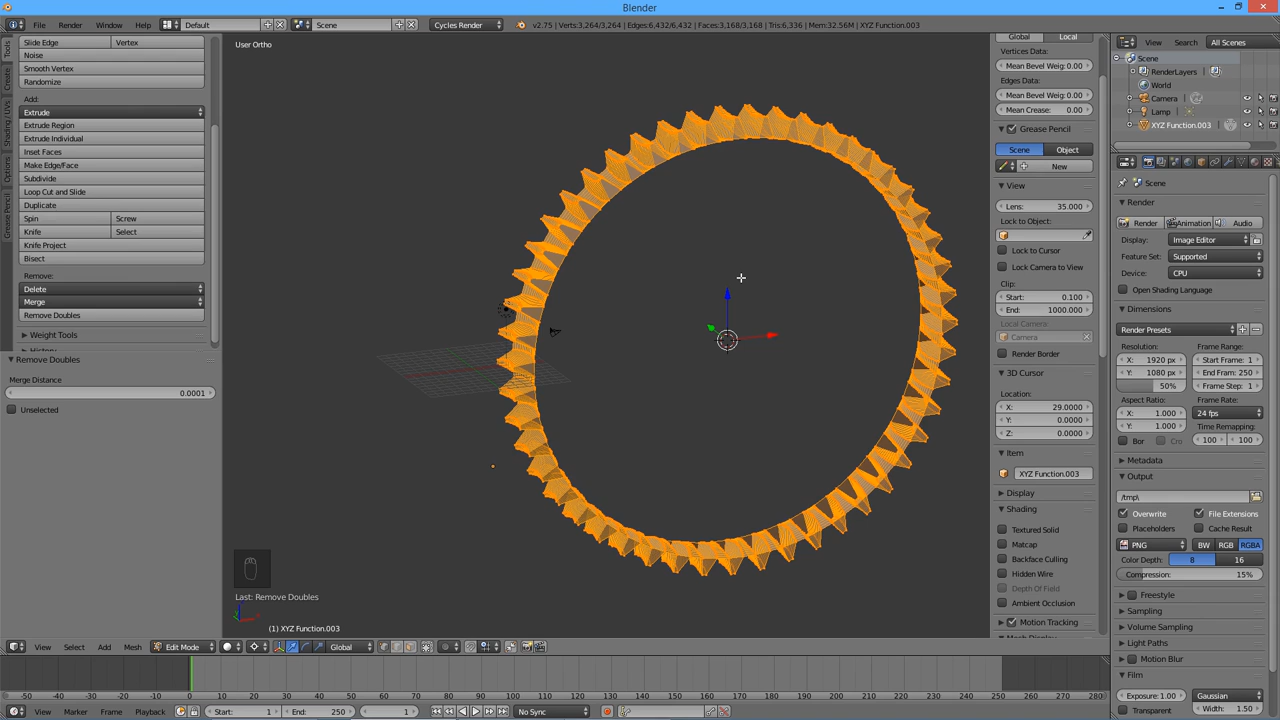 Blender
File Render Window Help Default Scene Cycles Render v2.75 | Verts:3,264/3,264 | Edges:6,432/6,432 | Faces:3,168/3,168 | Tris:6,336 | Mem:32.56M | XYZ Function.003
Slide Edge Vertex
Noise
Smooth Vertex
Randomize
Add:
Extrude
Extrude Region
Extrude Individual
Inset Faces
Make Edge/Face
Subdivide
Loop Cut and Slide
Duplicate
Spin Screw
Knife Select
Knife Project
Bisect
Remove:
Delete
Merge
Remove Doubles
Weight Tools
Remove Doubles
Merge Distance
0.0001
Unselected
Tools
Create
Shading / UVs
Options
Grease Pencil
User Ortho
Last: Remove Doubles
(1) XYZ Function.003
Global Local
Vertices Data:
Mean Bevel Weig: 0.00
Edges Data:
Mean Bevel Weig: 0.00
Mean Crease: 0.00
Grease Pencil
Scene Object
New
View
Lens: 35.000
Lock to Object:
Lock to Cursor
Lock Camera to View
Clip:
Start: 0.100
End: 1000.000
Local Camera:
Camera
Render Border
3D Cursor
Location:
X: 29.0000
Y: 0.0000
Z: 0.0000
Item
XYZ Function.003
Display
Shading
Textured Solid
Matcap
Backface Culling
Hidden Wire
Depth Of Field
Ambient Occlusion
Motion Tracking
View Search All Scenes
Scene
RenderLayers
World
Camera
Lamp
XYZ Function.003
Scene
Render
Render Animation Audio
Display: Image Editor
Feature Set: Supported
Device: CPU
Open Shading Language
Dimensions
Render Presets
Resolution: Frame Range:
X: 1920 px Start Frame: 1
Y: 1080 px End Fram: 250
50% Frame Step: 1
Aspect Ratio: Frame Rate:
X: 1.000 24 fps
Y: 1.000 Time Remapping:
Bor Cro 100 100
Metadata
Output
/tmp\
Overwrite File Extensions
Placeholders Cache Result
PNG BW RGB RGBA
Color Depth: 8 16
Compression: 15%
Freestyle
Sampling
Volume Sampling
Light Paths
Motion Blur
Film
Exposure: 1.00 Gaussian
Transparent Width: 1.50
View Select Add Mesh Edit Mode Global
-50 -40 -30 -20 -10 0 10 20 30 40 50 60 70 80 90 100 110 120 130 140 150 160 170 180 190 200 210 220 230 240 250 260 270 280
View Marker Frame Playback Start: 1 End: 250 1 No Sync